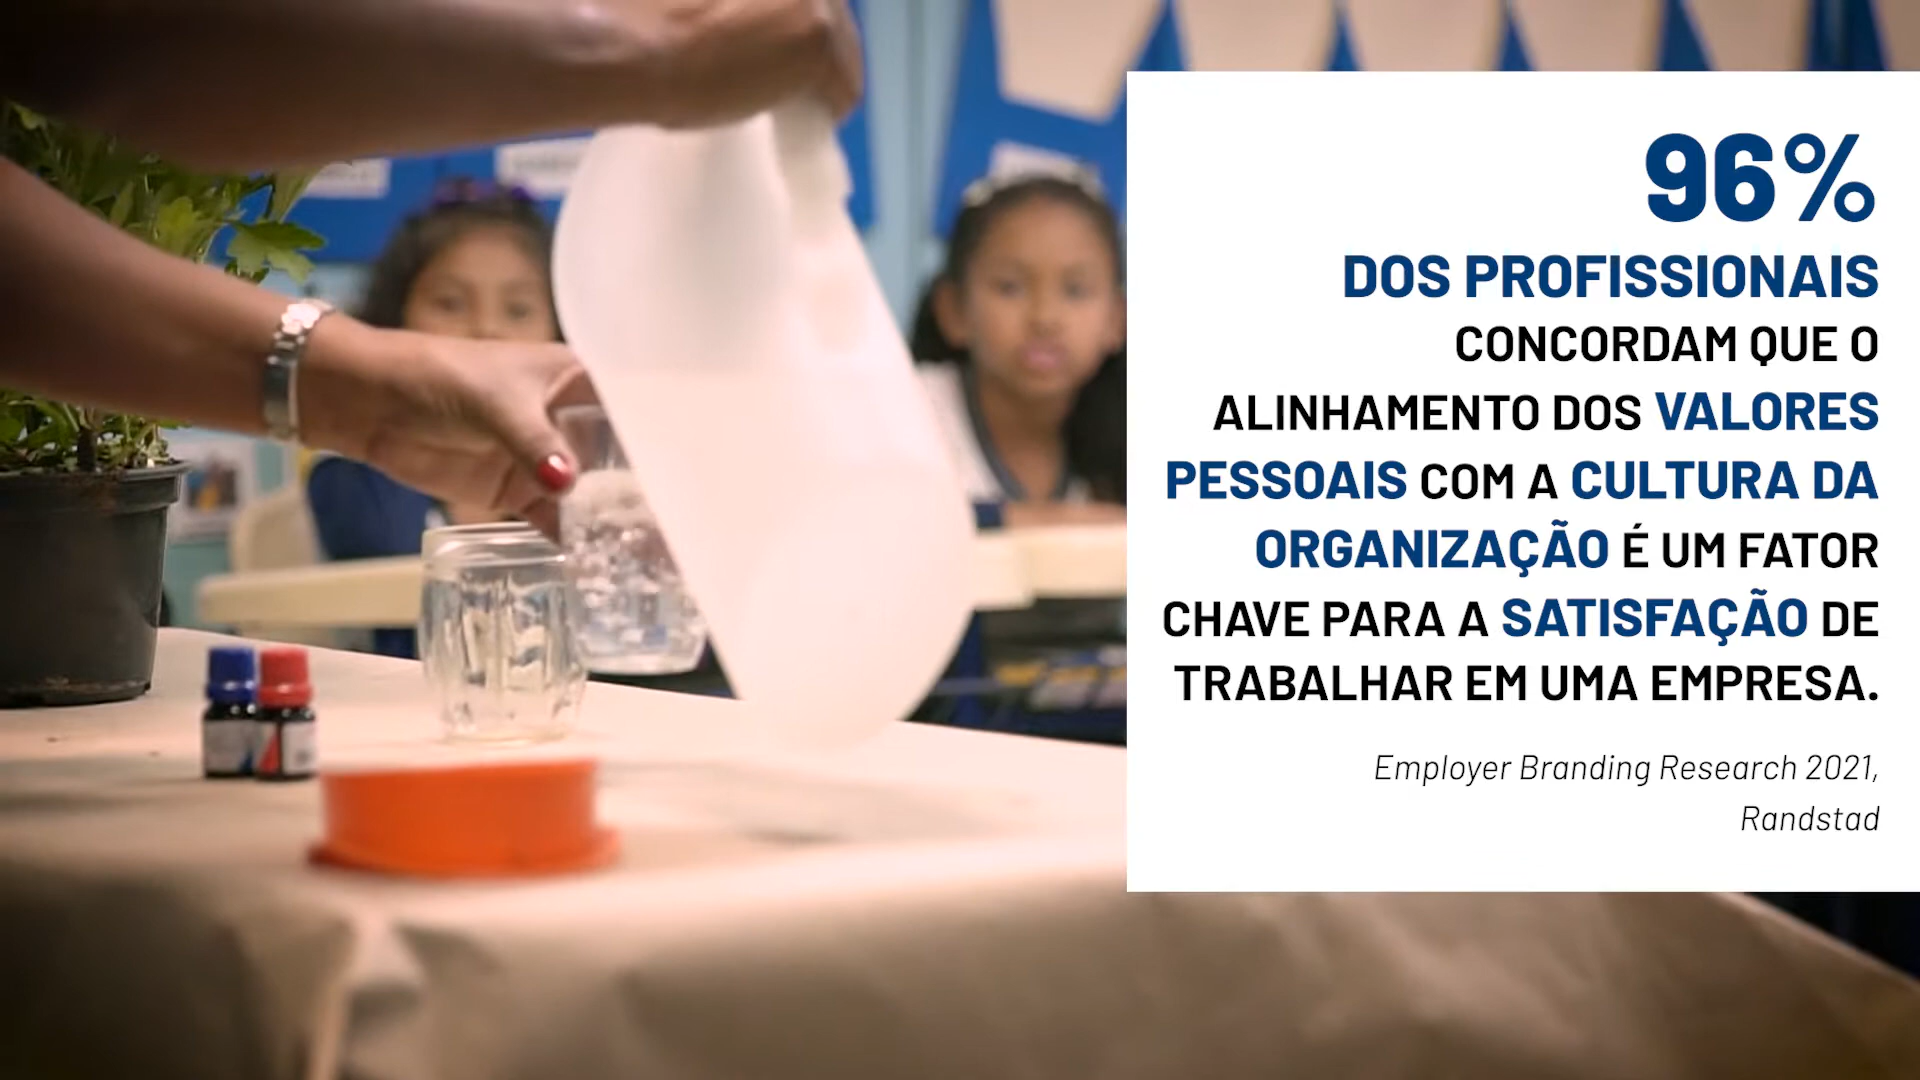 96%
DOS PROFISSIONAIS
CONCORDAM QUE O
ALINHAMENTO DOS VALORES
PESSOAIS COM A CULTURA DA
ORGANIZAÇÃO É UM FATOR
CHAVE PARA A SATISFAÇÃO DE
TRABALHAR EM UMA EMPRESA.
Employer Branding Research 2021,
Randstad